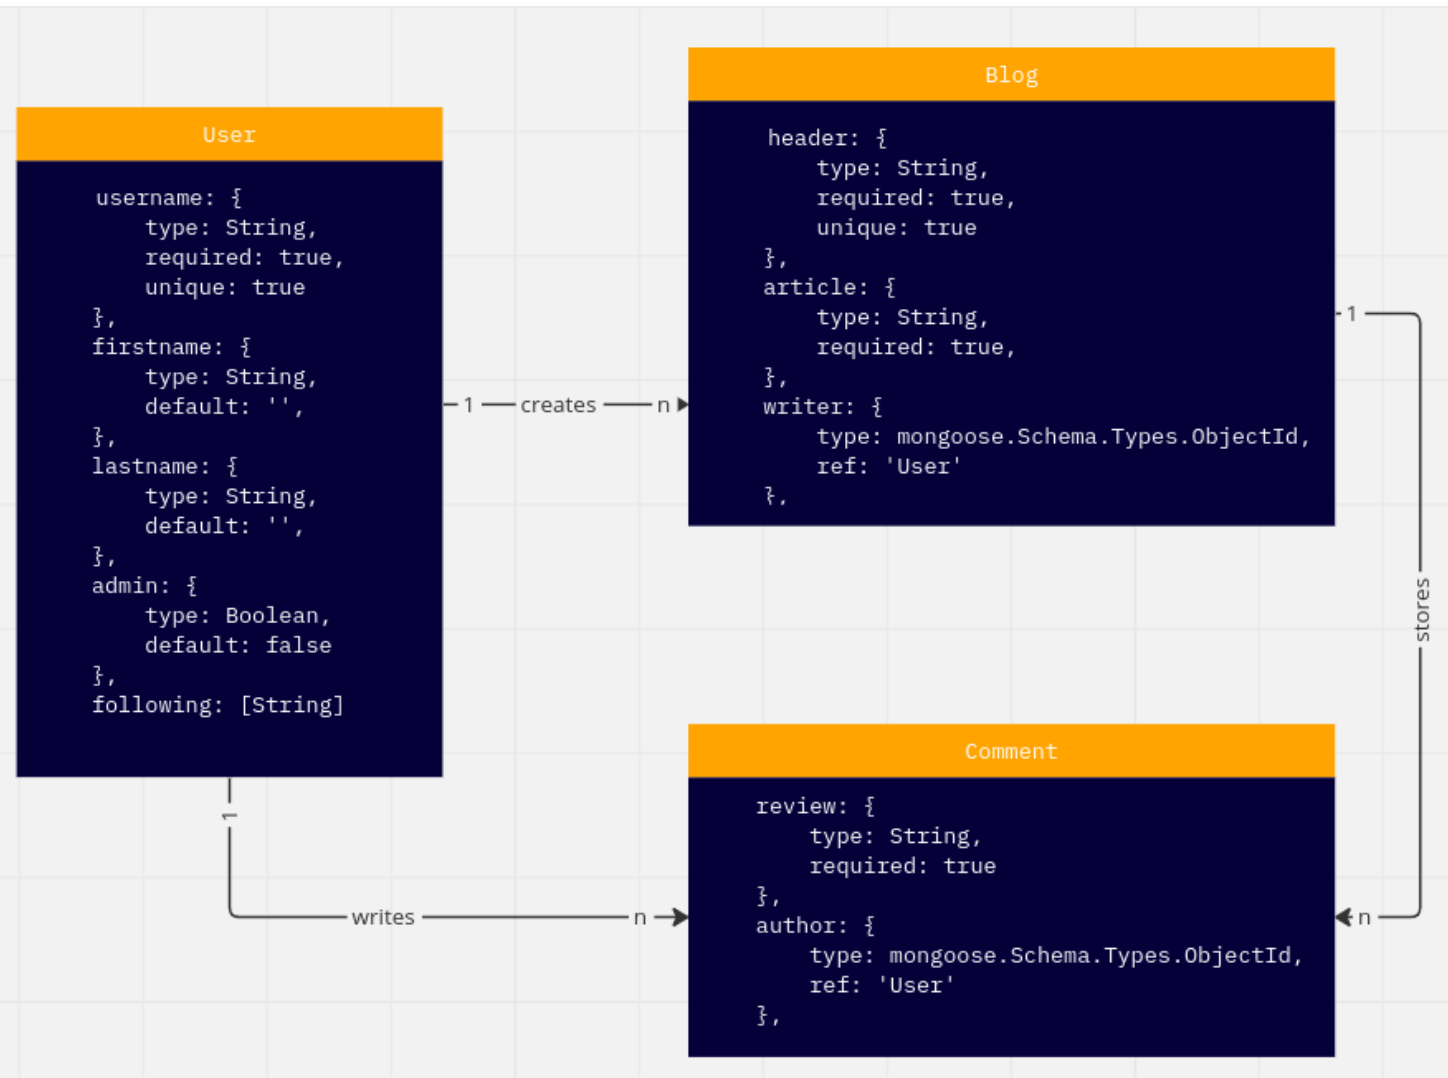 User
username: {
type: String,
required: true,
unique: true
},
firstname: {
type: String,
default: '',
},
lastname: {
type: String,
default: '',
},
admin: {
type: Boolean,
default: false
},
following: [String]
1
creates
n
Blog
header: {
type: String,
required: true,
unique: true
},
article: {
type: String,
required: true,
},
writer: {
type: mongoose.Schema.Types.ObjectId,
ref: 'User'
},
1
stores
n
1
writes
n
Comment
review: {
type: String,
required: true
},
author: {
type: mongoose.Schema.Types.ObjectId,
ref: 'User'
},